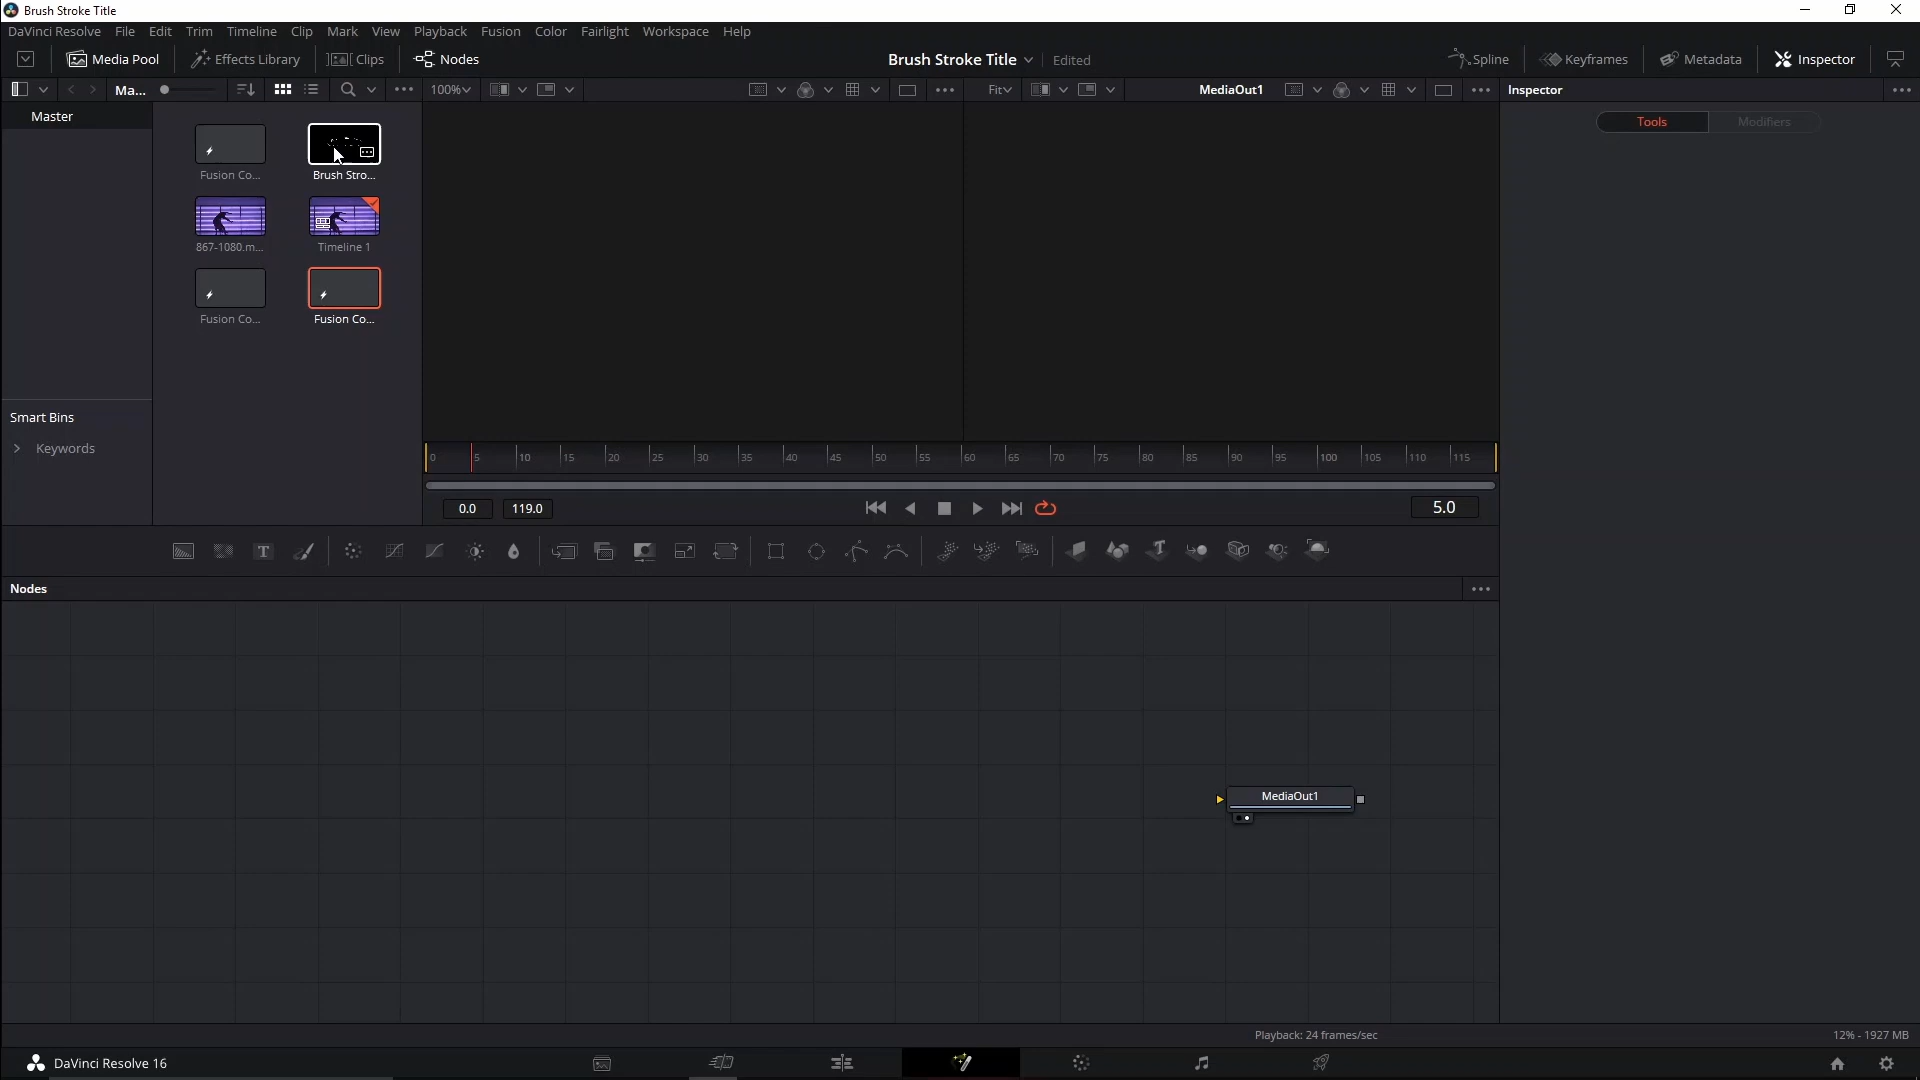 Brush Stroke Title
DaVinci Resolve File Edit Trim Timeline Clip Mark View Playback Fusion Color Fairlight Workspace Help
Media Pool Effects Library Clips Nodes Brush Stroke Title Edited Spline Keyframes Metadata Inspector
Ma... 100% Fit MediaOut1 Inspector
Master
Tools Modifiers
Fusion Co... Brush Stro...
867-1080.m... Timeline 1
Fusion Co... Fusion Co...
Smart Bins
Keywords
0 5 10 15 20 25 30 35 40 45 50 55 60 65 70 75 80 85 90 95 100 105 110 115
0.0 119.0 5.0
T
Nodes
MediaOut1
Playback: 24 frames/sec 12% - 1927 MB
DaVinci Resolve 16